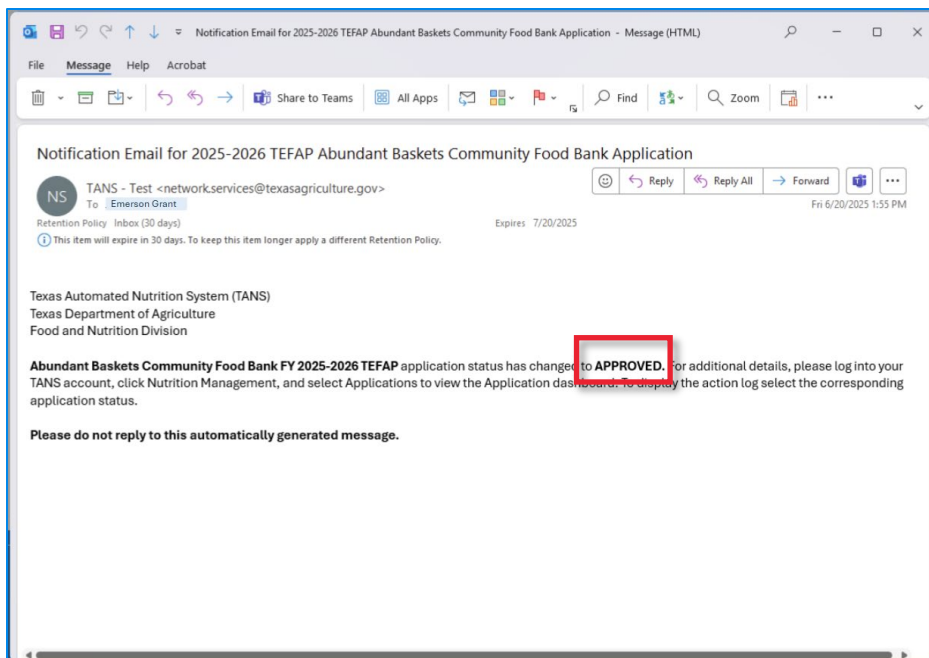 Notification Email for 2025-2026 TEFAP Abundant Baskets Community Food Bank Application - Message (HTML)
File Message Help Acrobat
Share to Teams All Apps Find Zoom
Notification Email for 2025-2026 TEFAP Abundant Baskets Community Food Bank Application
NS
TANS - Test <network.services@texasagriculture.gov>
To Emerson Grant
Reply Reply All Forward
Fri 6/20/2025 1:55 PM
Retention Policy Inbox (30 days) Expires 7/20/2025
This item will expire in 30 days. To keep this item longer apply a different Retention Policy.
Texas Automated Nutrition System (TANS)
Texas Department of Agriculture
Food and Nutrition Division
Abundant Baskets Community Food Bank FY 2025-2026 TEFAP application status has changed to APPROVED. For additional details, please log into your
TANS account, click Nutrition Management, and select Applications to view the Application dashboard. To display the action log select the corresponding
application status.
Please do not reply to this automatically generated message.